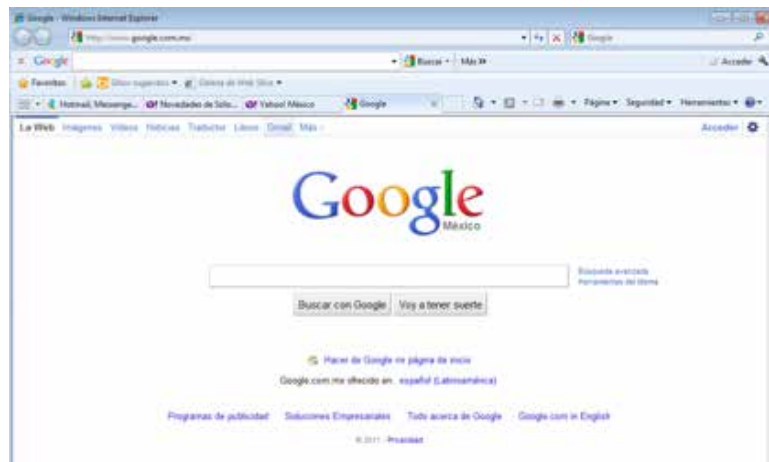 Google - Windows Internet Explorer
http://www.google.com.mx/ Google
Google Buscar Más » Acceder
Favoritos Sitios sugeridos Galería de Web Slice
Hotmail, Messenge... Novedades de Solu... Yahoo! México Google Página Seguridad Herramientas
La Web Imágenes Videos Noticias Traductor Libros Gmail Más Acceder
Google
México
Búsqueda avanzada
Herramientas del idioma
Buscar con Google Voy a tener suerte
Hacer de Google mi página de inicio
Google.com.mx ofrecido en: español (Latinoamérica)
Programas de publicidad Soluciones Empresariales Todo acerca de Google Google.com in English
© 2011 - Privacidad